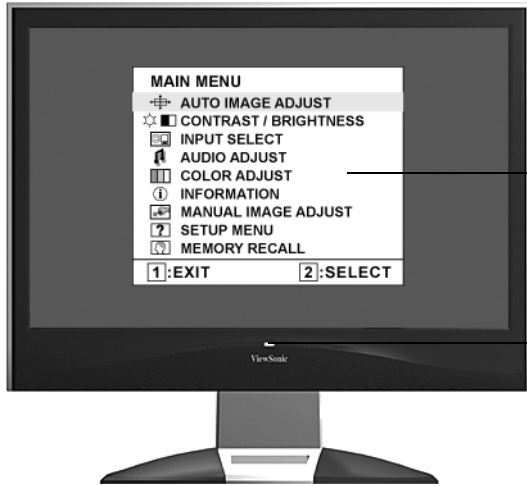 MAIN MENU
AUTO IMAGE ADJUST
CONTRAST / BRIGHTNESS
INPUT SELECT
AUDIO ADJUST
COLOR ADJUST
INFORMATION
MANUAL IMAGE ADJUST
SETUP MENU
MEMORY RECALL
1:EXIT 2:SELECT
ViewSonic